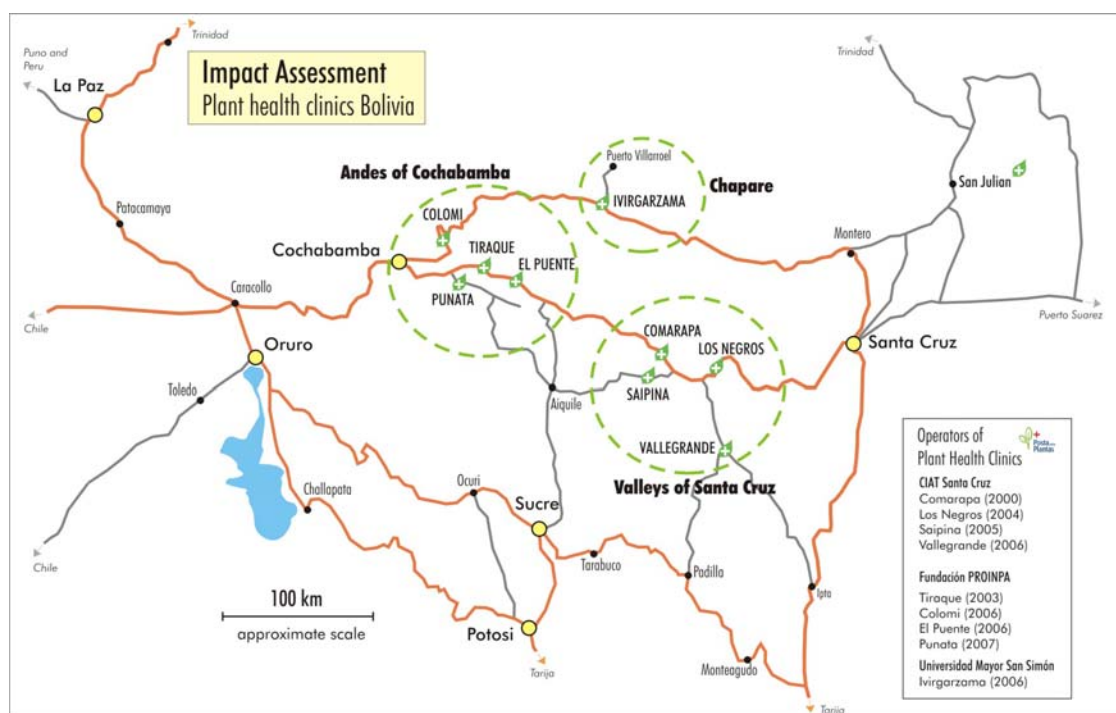 Impact Assessment
Plant health clinics Bolivia
Trinidad
Puno and
Peru
La Paz
Patacamaya
Caracollo
Chile
Oruro
Toledo
Chile
Challapata
Cochabamba
Andes of Cochabamba
COLOMI
TIRAQUE
EL PUENTE
PUNATA
Puerto Villarroel
IVIRGARZAMA
Chapare
Trinidad
San Julian
Montero
Puerto Suarez
Santa Cruz
COMARAPA
LOS NEGROS
SAIPINA
VALLEGRANDE
Valleys of Santa Cruz
Aiquile
Ocuri
Sucre
Tarabuco
Padilla
Ipta
Monteagudo
Potosi
Tarija
Tarija
100 km
approximate scale
Operators of
Plant Health Clinics
Posta para
Plantas
CIAT Santa Cruz
Comarapa (2000)
Los Negros (2004)
Saipina (2005)
Vallegrande (2006)
Fundación PROINPA
Tiraque (2003)
Colomi (2006)
El Puente (2006)
Punata (2007)
Universidad Mayor San Simón
Ivirgarzama (2006)